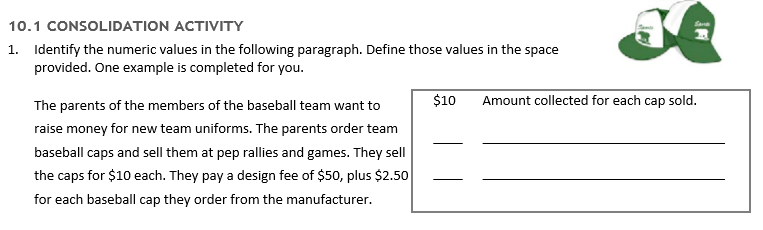 10.1 CONSOLIDATION ACTIVITY
1. Identify the numeric values in the following paragraph. Define those values in the space
provided. One example is completed for you.
The parents of the members of the baseball team want to
raise money for new team uniforms. The parents order team
baseball caps and sell them at pep rallies and games. They sell
the caps for $10 each. They pay a design fee of $50, plus $2.50
for each baseball cap they order from the manufacturer.
$10 Amount collected for each cap sold.